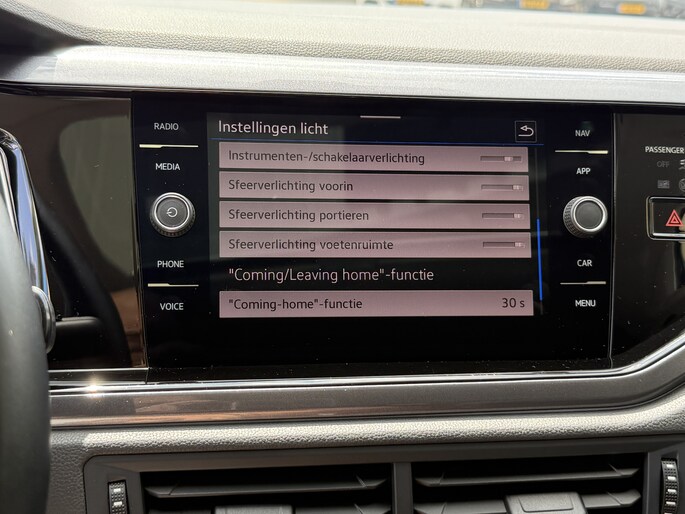 RADIO
MEDIA
PHONE
VOICE
Instellingen licht
Instrumenten-/schakelaarverlichting
Sfeerverlichting voorin
Sfeerverlichting portieren
Sfeerverlichting voetenruimte
"Coming/Leaving home"-functie
"Coming-home"-functie 30 s
NAV
APP
CAR
MENU
PASSENGER
OFF